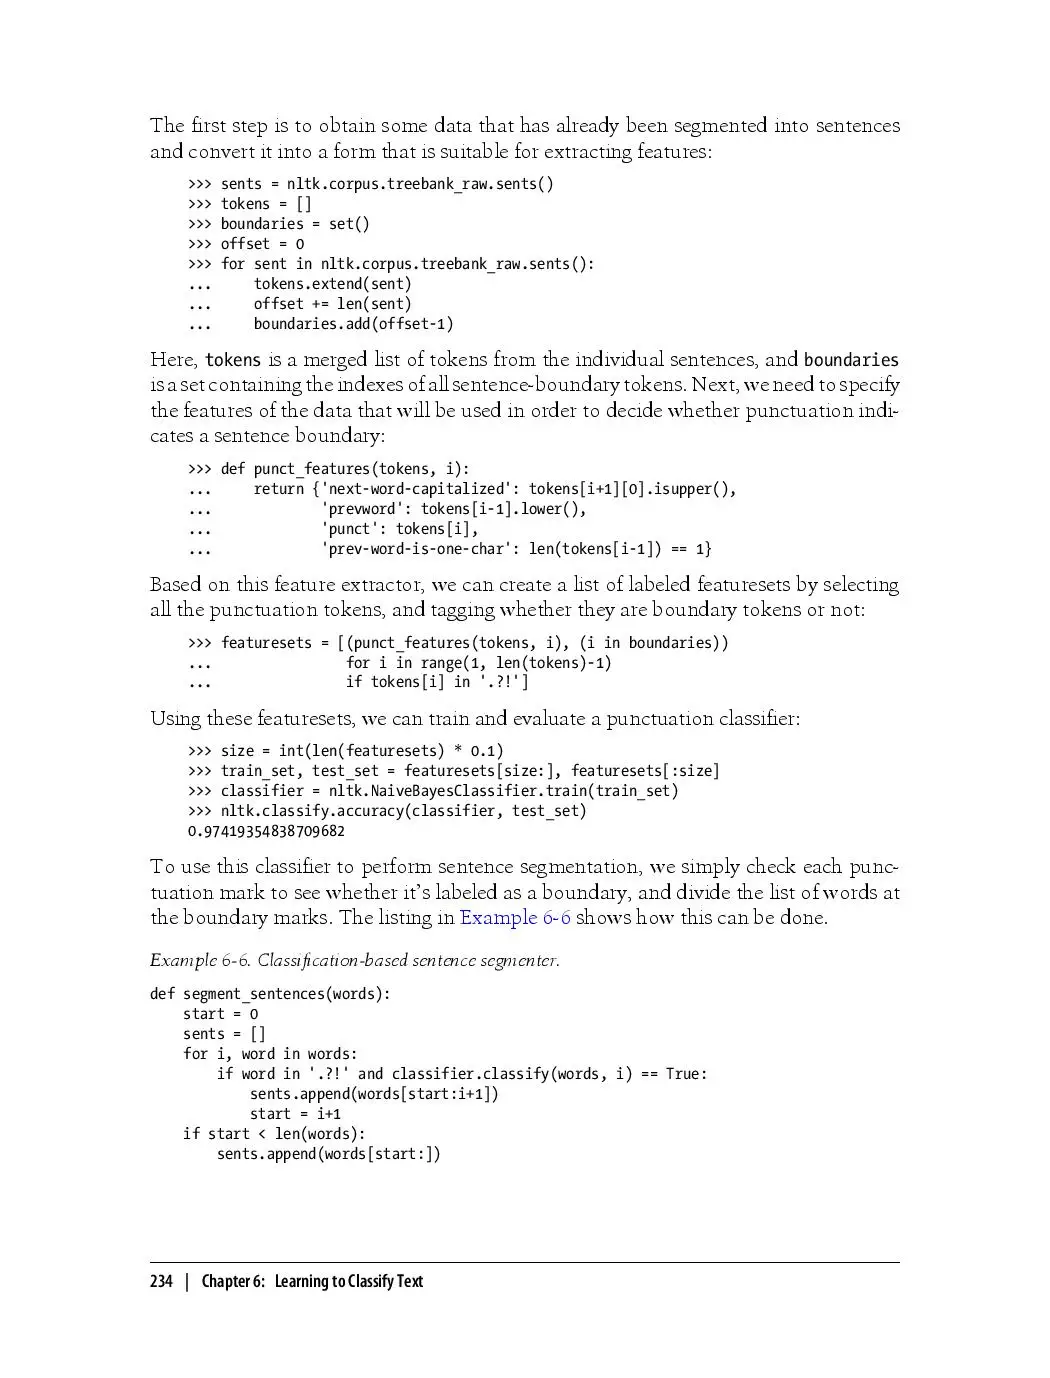 The first step is to obtain some data that has already been segmented into sentences
and convert it into a form that is suitable for extracting features:
>>> sents = nltk.corpus.treebank_raw.sents()
>>> tokens = []
>>> boundaries = set()
>>> offset = 0
>>> for sent in nltk.corpus.treebank_raw.sents():
...     tokens.extend(sent)
...     offset += len(sent)
...     boundaries.add(offset-1)
Here, tokens is a merged list of tokens from the individual sentences, and boundaries
is a set containing the indexes of all sentence-boundary tokens. Next, we need to specify
the features of the data that will be used in order to decide whether punctuation indi-
cates a sentence boundary:
>>> def punct_features(tokens, i):
...     return {'next-word-capitalized': tokens[i+1][0].isupper(),
...             'prevword': tokens[i-1].lower(),
...             'punct': tokens[i],
...             'prev-word-is-one-char': len(tokens[i-1]) == 1}
Based on this feature extractor, we can create a list of labeled featuresets by selecting
all the punctuation tokens, and tagging whether they are boundary tokens or not:
>>> featuresets = [(punct_features(tokens, i), (i in boundaries))
...                for i in range(1, len(tokens)-1)
...                if tokens[i] in '.?!']
Using these featuresets, we can train and evaluate a punctuation classifier:
>>> size = int(len(featuresets) * 0.1)
>>> train_set, test_set = featuresets[size:], featuresets[:size]
>>> classifier = nltk.NaiveBayesClassifier.train(train_set)
>>> nltk.classify.accuracy(classifier, test_set)
0.97419354838709682
To use this classifier to perform sentence segmentation, we simply check each punc-
tuation mark to see whether it's labeled as a boundary, and divide the list of words at
the boundary marks. The listing in Example 6-6 shows how this can be done.
Example 6-6. Classification-based sentence segmenter.
def segment_sentences(words):
    start = 0
    sents = []
    for i, word in words:
        if word in '.?!' and classifier.classify(words, i) == True:
            sents.append(words[start:i+1])
            start = i+1
    if start < len(words):
        sents.append(words[start:])
234 | Chapter 6: Learning to Classify Text